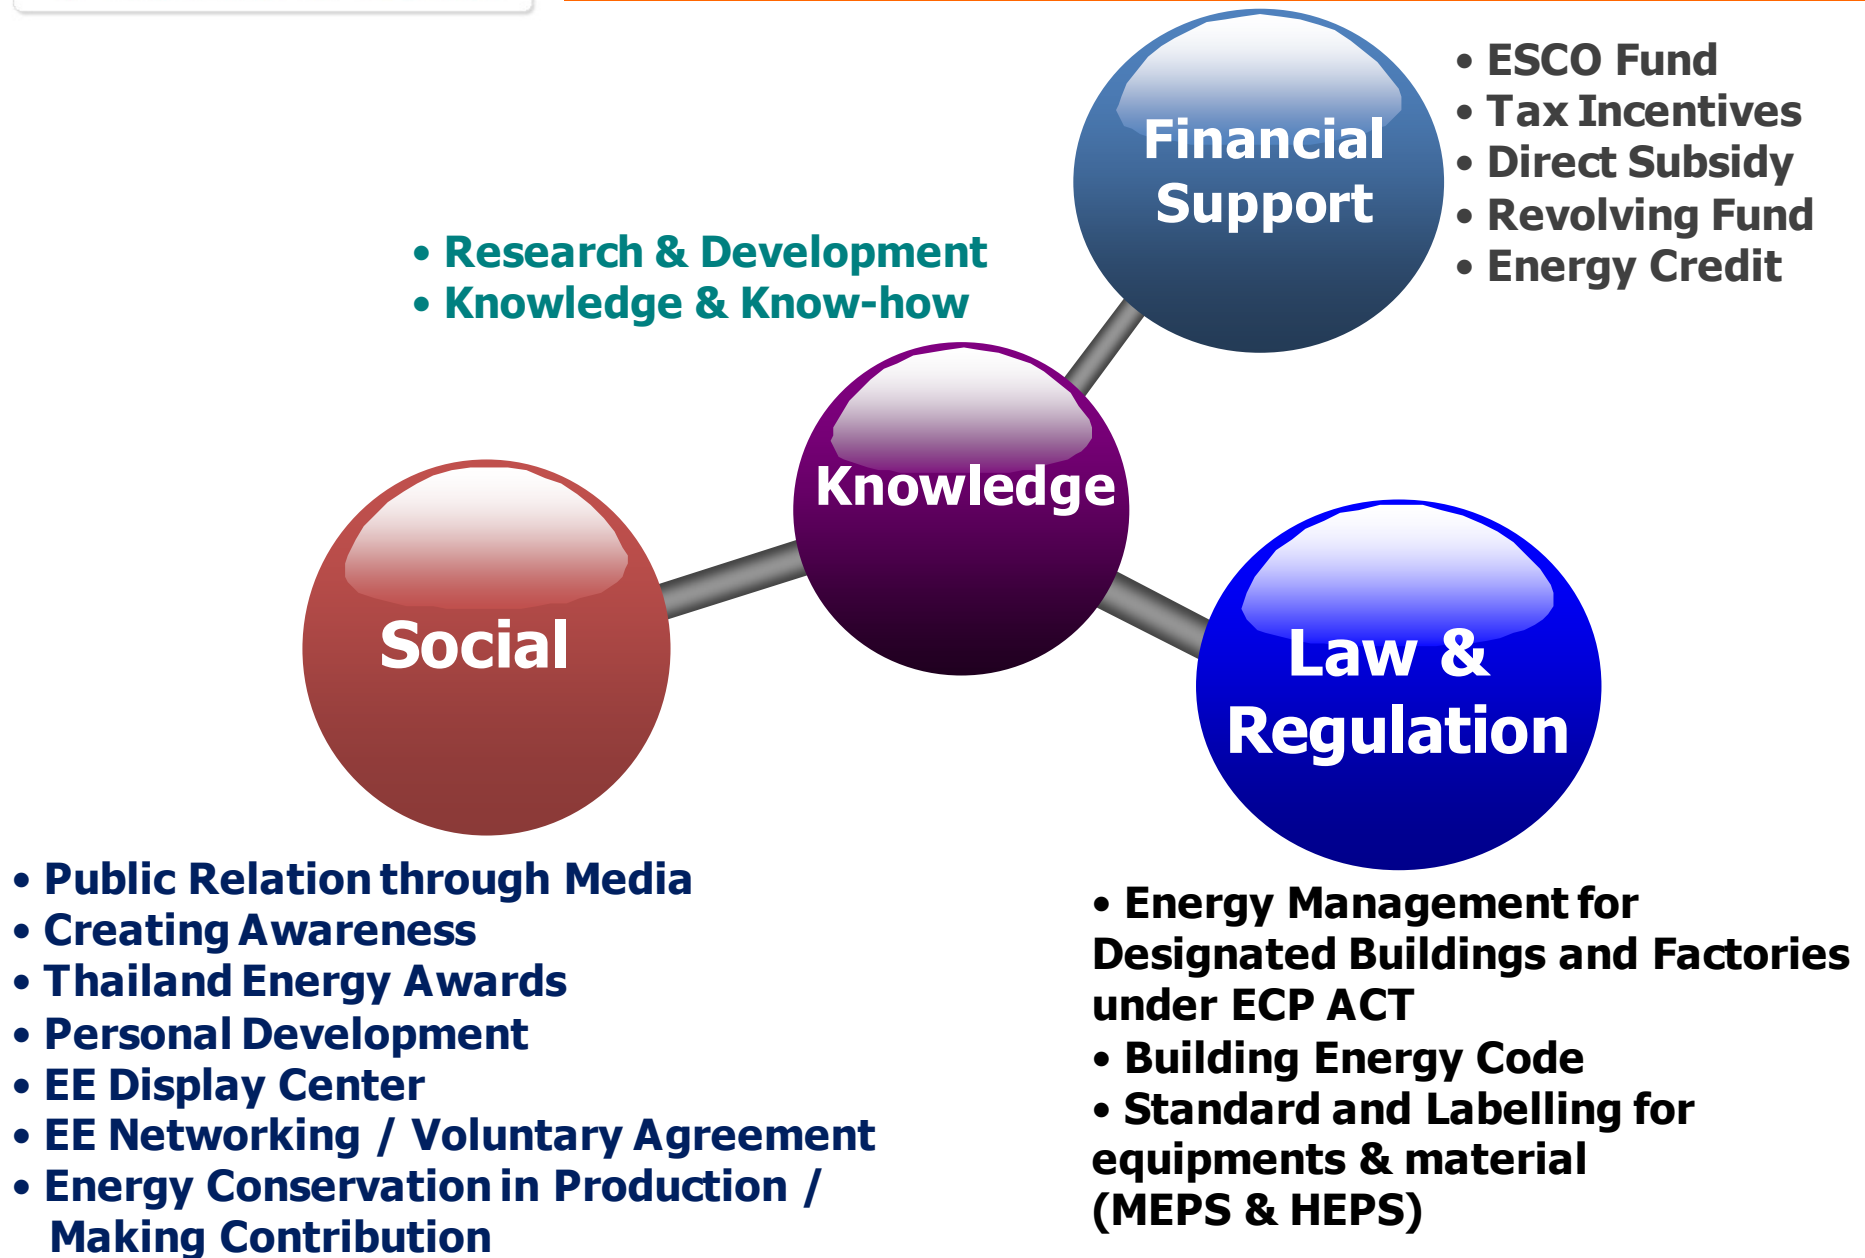 • ESCO Fund
• Tax Incentives
• Direct Subsidy
• Revolving Fund
• Energy Credit
Financial
Support
• Research & Development
• Knowledge & Know-how
Knowledge
Social
Law &
Regulation
• Public Relation through Media
• Creating Awareness
• Thailand Energy Awards
• Personal Development
• EE Display Center
• EE Networking / Voluntary Agreement
• Energy Conservation in Production /
Making Contribution
• Energy Management for
Designated Buildings and Factories
under ECP ACT
• Building Energy Code
• Standard and Labelling for
equipments & material
(MEPS & HEPS)